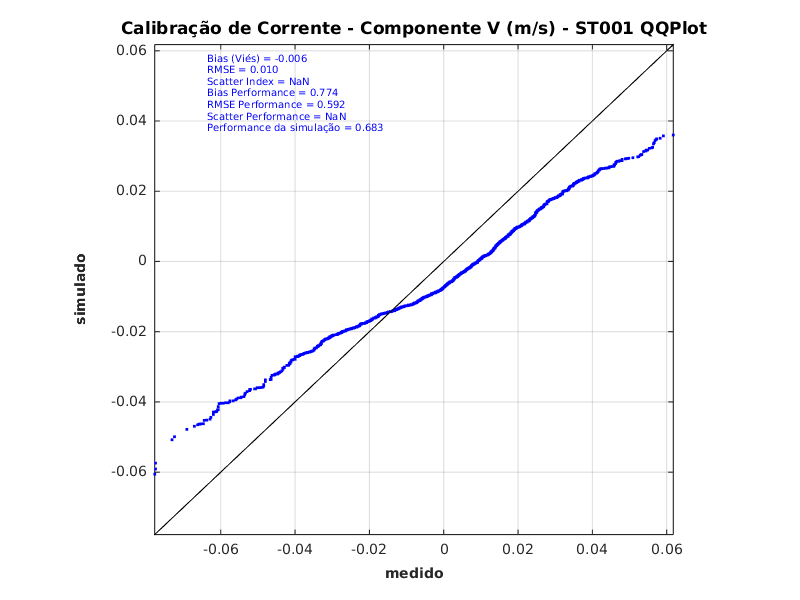 Calibração de Corrente - Componente V (m/s) - ST001 QQPlot
Bias (Viés) = -0.006
RMSE = 0.010
Scatter Index = NaN
Bias Performance = 0.774
RMSE Performance = 0.592
Scatter Performance = NaN
Performance da simulação = 0.683
0.06
0.04
0.02
0
-0.02
-0.04
-0.06
simulado
-0.06 -0.04 -0.02 0 0.02 0.04 0.06
medido